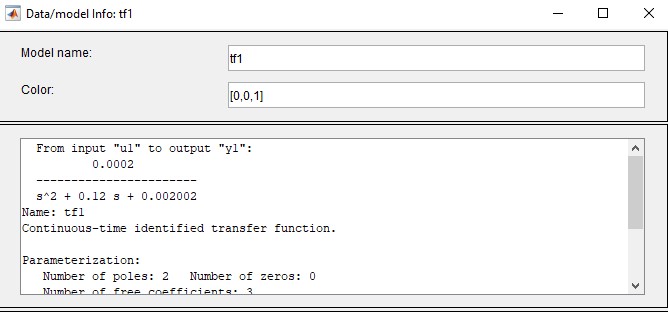 Data/model Info: tf1
Model name:
tf1
Color:
[0,0,1]
From input "u1" to output "y1":
0.0002
-----------------------
s^2 + 0.12 s + 0.002002
Name: tf1
Continuous-time identified transfer function.
Parameterization:
Number of poles: 2   Number of zeros: 0
Number of free coefficients: 3